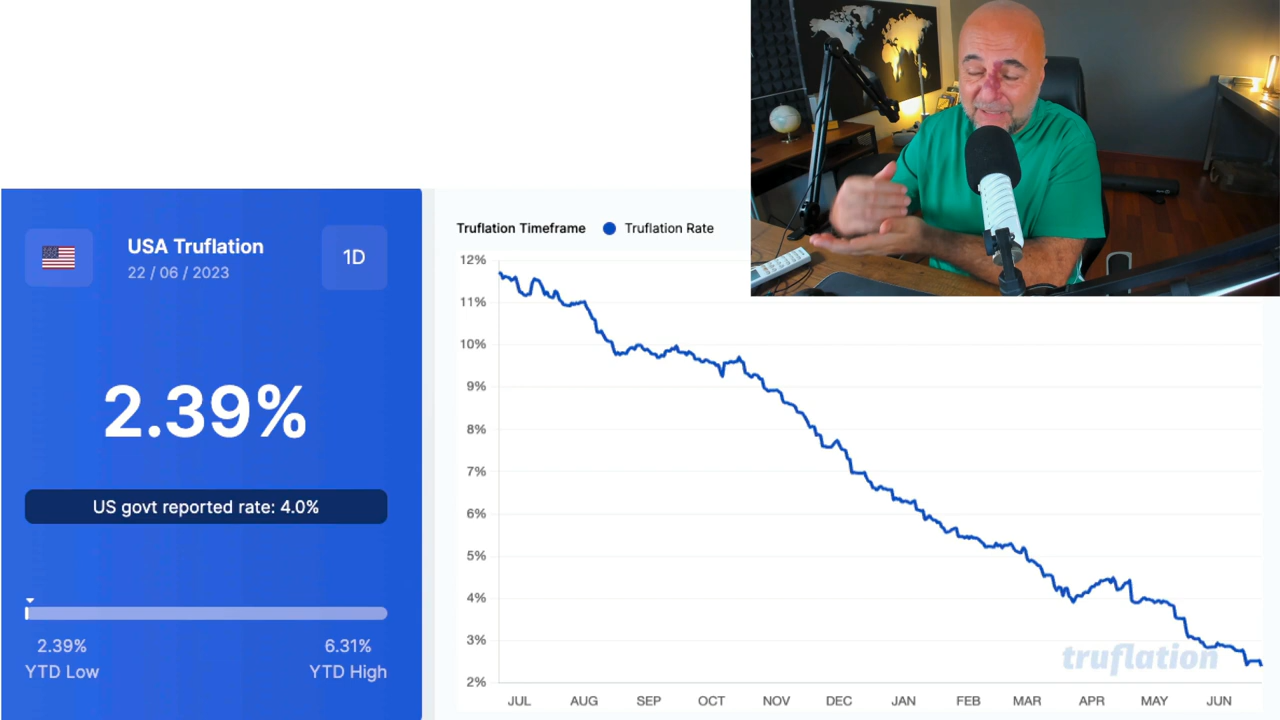 USA Truflation
22 / 06 / 2023
1D
2.39%
US govt reported rate: 4.0%
2.39%
YTD Low
6.31%
YTD High
Truflation Timeframe
Truflation Rate
12%
11%
10%
9%
8%
7%
6%
5%
4%
3%
2%
JUL AUG SEP OCT NOV DEC JAN FEB MAR APR MAY JUN
truflation